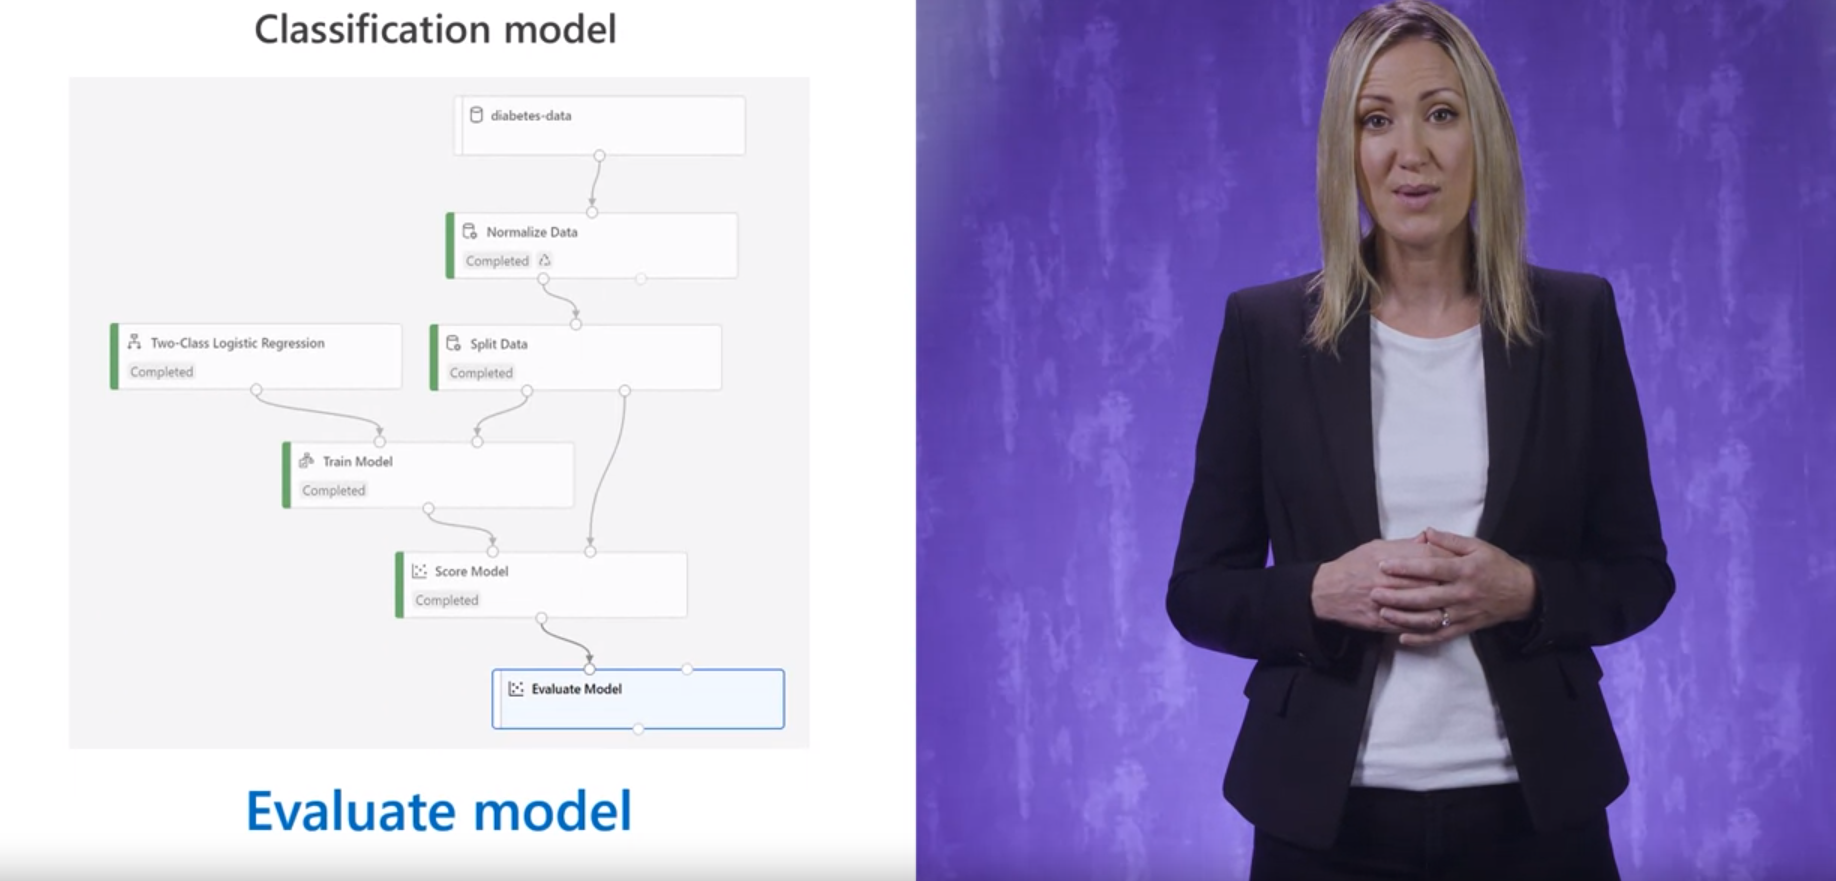 Classification model
diabetes-data
Normalize Data
Completed
Two-Class Logistic Regression
Completed
Split Data
Completed
Train Model
Completed
Score Model
Completed
Evaluate Model
Evaluate model